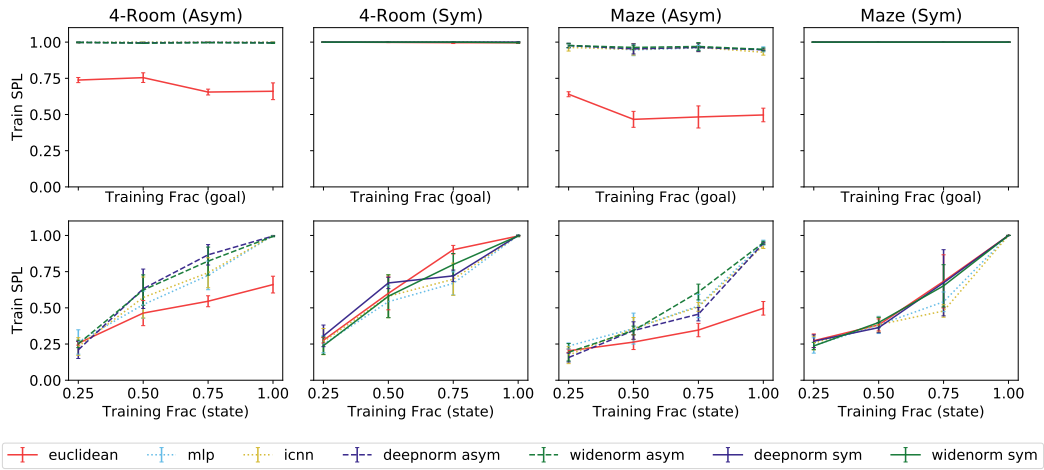 4-Room (Asym) 4-Room (Sym) Maze (Asym) Maze (Sym)
Train SPL
1.00
0.75
0.50
0.25
0.00
Training Frac (goal) Training Frac (goal) Training Frac (goal) Training Frac (goal)
Train SPL
1.00
0.75
0.50
0.25
0.00
0.25 0.50 0.75 1.00 0.25 0.50 0.75 1.00 0.25 0.50 0.75 1.00 0.25 0.50 0.75 1.00
Training Frac (state) Training Frac (state) Training Frac (state) Training Frac (state)
euclidean mlp icnn deepnorm asym widenorm asym deepnorm sym widenorm sym